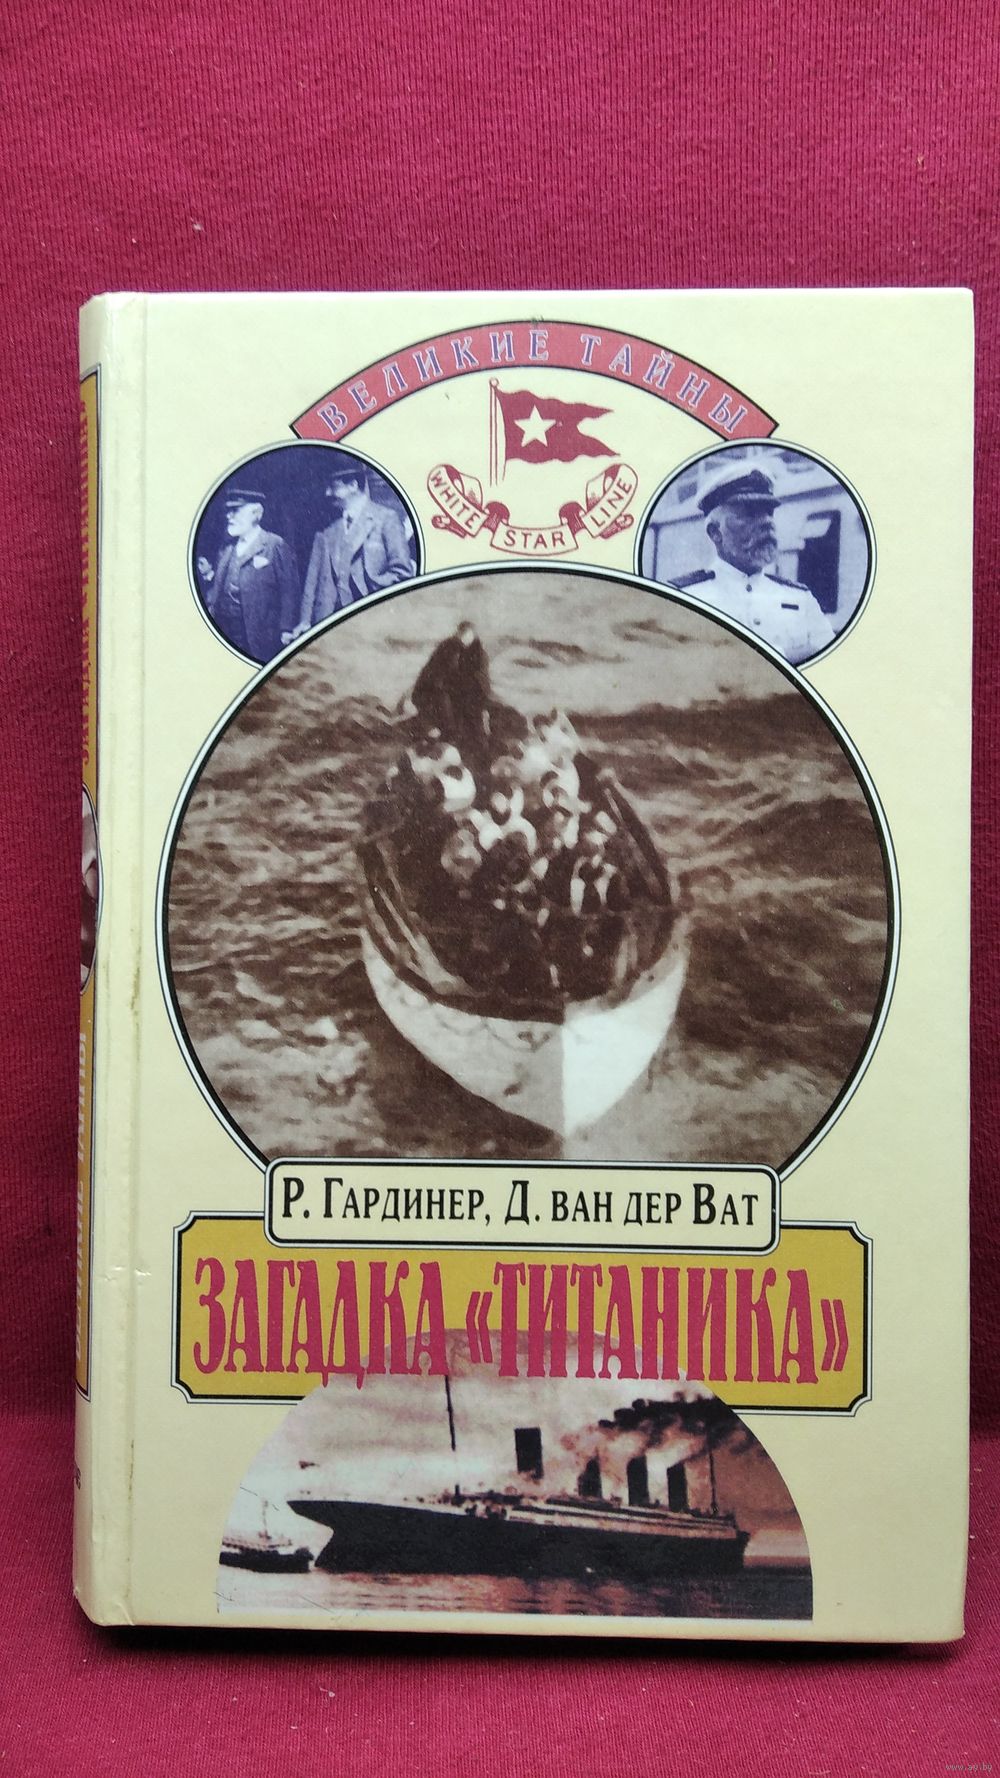 ВЕЛИКИЕ ТАЙНЫ
WHITE STAR LINE
Р. ГАРДИНЕР, Д. ВАН ДЕР ВАТ
ЗАГАДКА «ТИТАНИКА»